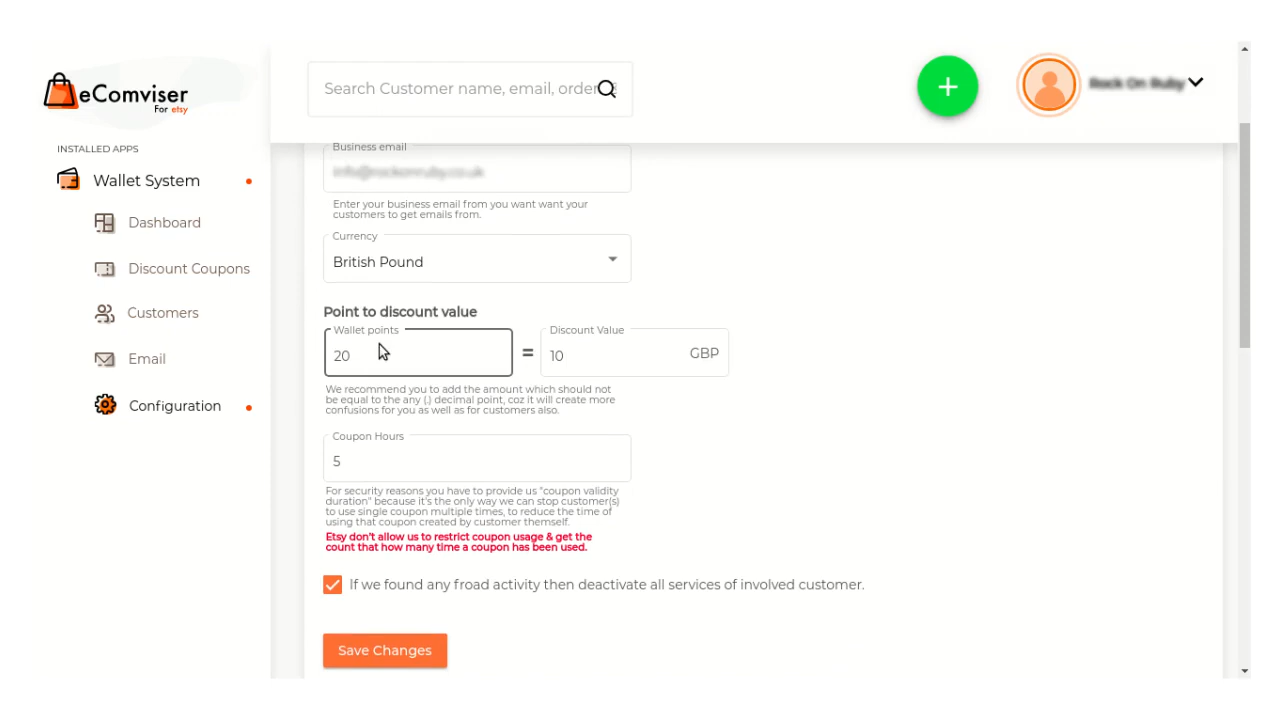 eComviser
For etsy
Search Customer name, email, order
INSTALLED APPS
Wallet System
Dashboard
Discount Coupons
Customers
Email
Configuration
Business email
Enter your business email from you want want your
customers to get emails from.
Currency
British Pound
Point to discount value
Wallet points
20
=
Discount Value
10
GBP
We recommend you to add the amount which should not
be equal to the any (.) decimal point, coz it will create more
confusions for you as well as for customers also.
Coupon Hours
5
For security reasons you have to provide us "coupon validity
duration" because it's the only way we can stop customer(s)
to use single coupon multiple times, to reduce the time of
using that coupon created by customer themself.
Etsy don't allow us to restrict coupon usage & get the
count that how many time a coupon has been used.
If we found any froad activity then deactivate all services of involved customer.
Save Changes